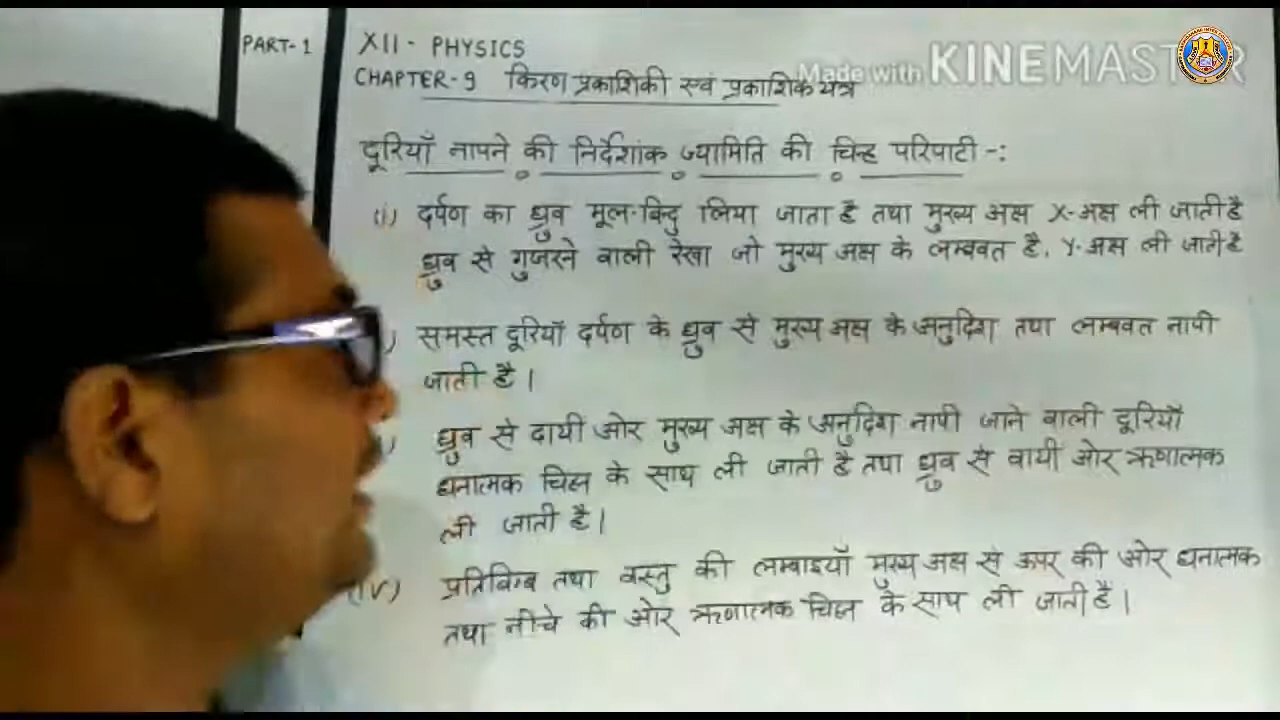 PART-1
XII - PHYSICS
CHAPTER-9 किरण प्रकाशिकी एवं प्रकाशिक यंत्र
Made with KINEMASTER
दूरियाँ नापने की निर्देशांक ज्यामिति की चिन्ह परिपाटी -:
(i) दर्पण का ध्रुव मूल-बिंदु लिया जाता है तथा मुख्य अक्ष X-अक्ष ली जाती है
ध्रुव से गुजरने वाली रेखा जो मुख्य अक्ष के लम्बवत है, Y-अक्ष ली जाती है
) समस्त दूरियाँ दर्पण के ध्रुव से मुख्य अक्ष के अनुदिश तथा लम्बवत नापी
जाती है।
) ध्रुव से दायी ओर मुख्य अक्ष के अनुदिश नापी जाने वाली दूरियाँ
धनात्मक चिह्न के साथ ली जाती है तथा ध्रुव से बायी ओर ऋणात्मक
ली जाती है।
(iv) प्रतिबिम्ब तथा वस्तु की लम्बाइयाँ मुख्य अक्ष से ऊपर की ओर धनात्मक
तथा नीचे की ओर ऋणात्मक चिह्न के साथ ली जाती है।